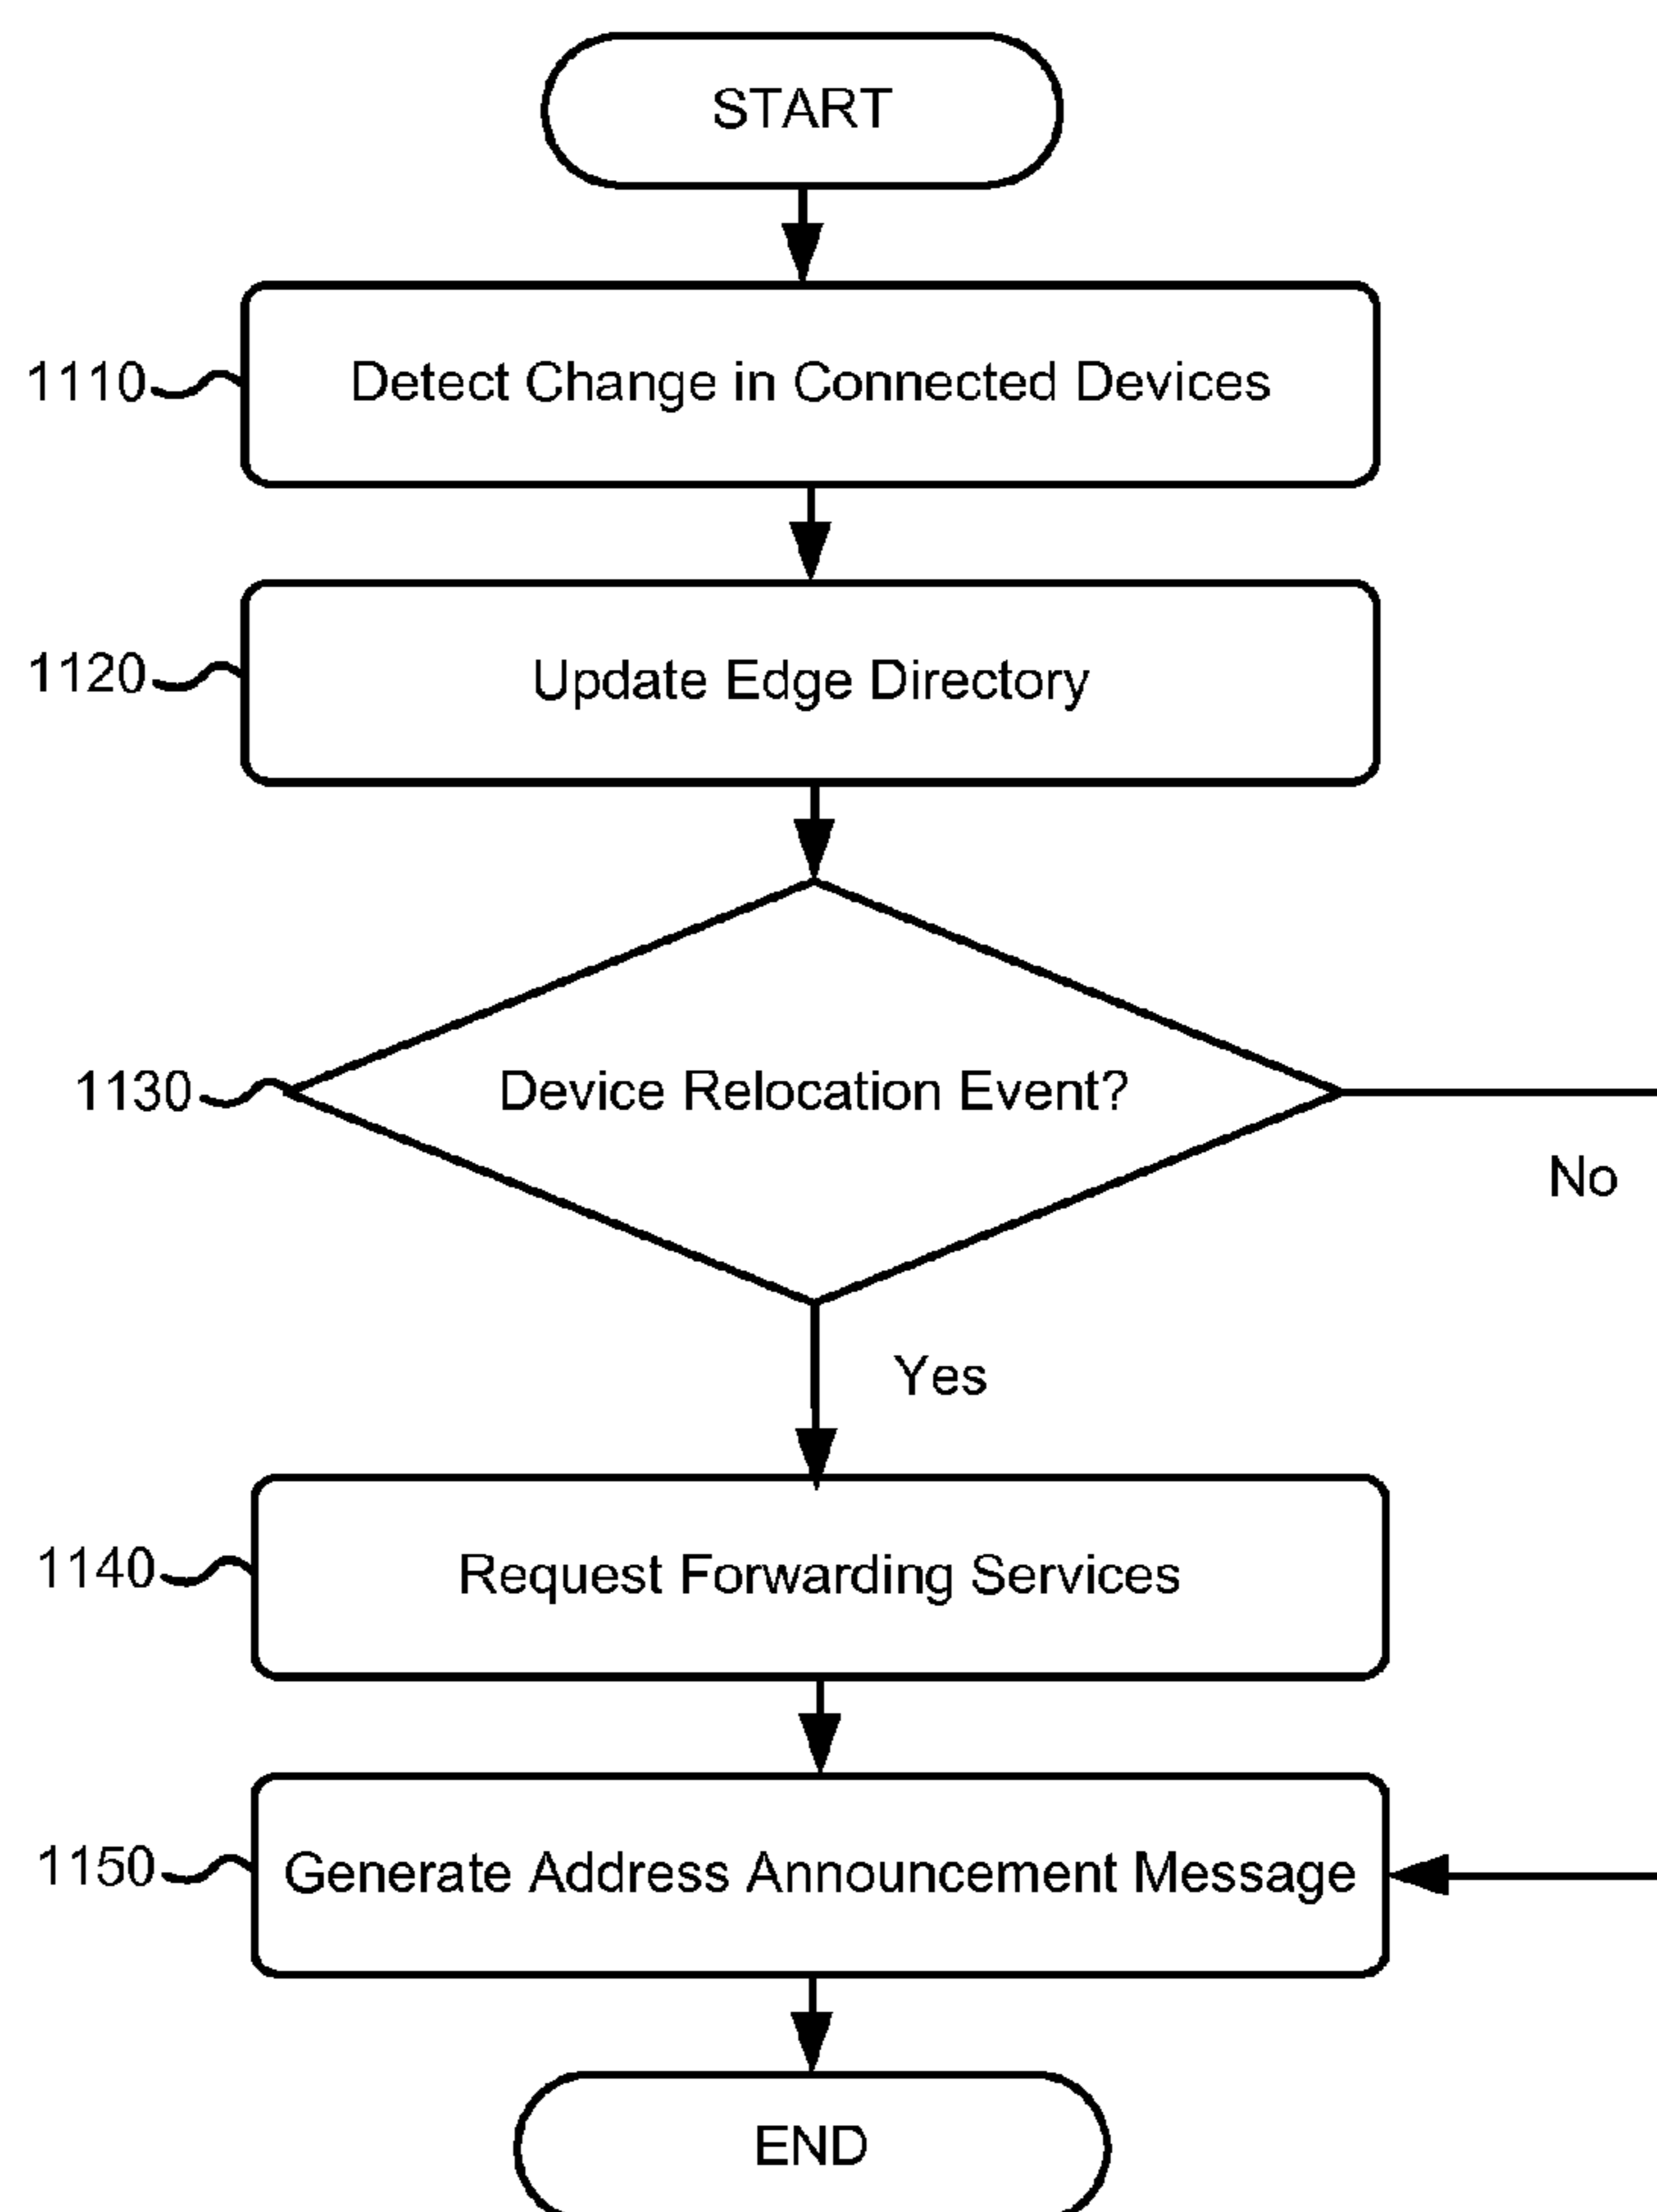 START
1110
Detect Change in Connected Devices
1120
Update Edge Directory
1130
Device Relocation Event?
No
Yes
1140
Request Forwarding Services
1150
Generate Address Announcement Message
END